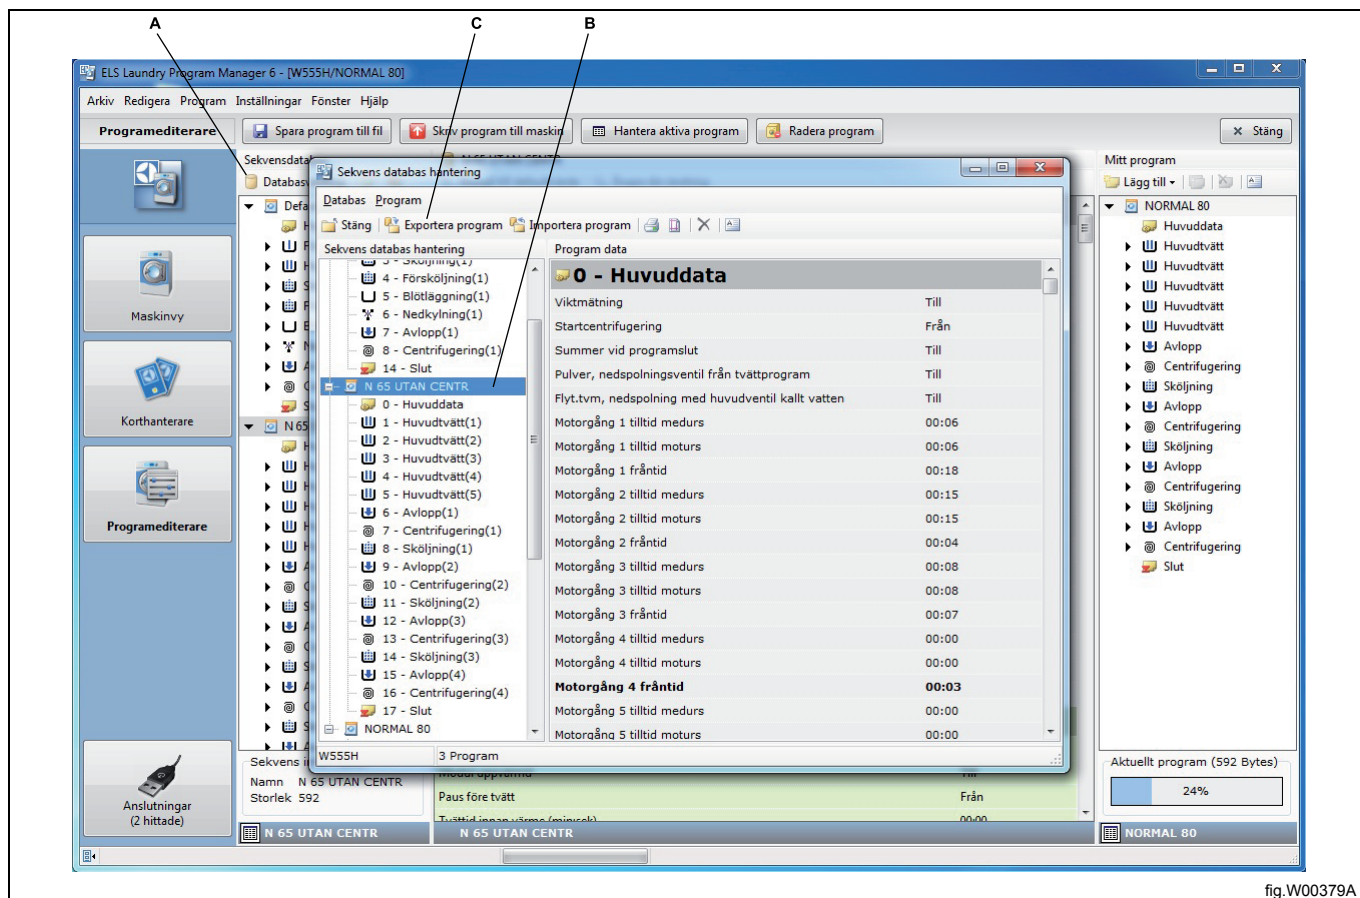 A
C
B
ELS Laundry Program Manager 6 - [W555H/NORMAL 80]
Arkiv Redigera Program Inställningar Fönster Hjälp
Programediterare
Spara program till fil
Skriv program till maskin
Hantera aktiva program
Radera program
Stäng
Maskinvy
Korthanterare
Programediterare
Anslutningar
(2 hittade)
Sekvens databas hantering
Databas Program
Stäng
Exportera program
Importera program
Sekvens databas hantering
4 - Försköljning(1)
5 - Blötläggning(1)
6 - Nedkylning(1)
7 - Avlopp(1)
8 - Centrifugering(1)
14 - Slut
N 65 UTAN CENTR
0 - Huvuddata
1 - Huvudtvätt(1)
2 - Huvudtvätt(2)
3 - Huvudtvätt(3)
4 - Huvudtvätt(4)
5 - Huvudtvätt(5)
6 - Avlopp(1)
7 - Centrifugering(1)
8 - Sköljning(1)
9 - Avlopp(2)
10 - Centrifugering(2)
11 - Sköljning(2)
12 - Avlopp(3)
13 - Centrifugering(3)
14 - Sköljning(3)
15 - Avlopp(4)
16 - Centrifugering(4)
17 - Slut
NORMAL 80
W555H
3 Program
Program data
0 - Huvuddata
Viktmätning Till
Startcentrifugering Från
Summer vid programslut Till
Pulver, nedspolningsventil från tvättprogram Till
Flyt.tvm, nedspolning med huvudventil kallt vatten Till
Motorgång 1 tilltid medurs 00:06
Motorgång 1 tilltid moturs 00:06
Motorgång 1 fråntid 00:18
Motorgång 2 tilltid medurs 00:15
Motorgång 2 tilltid moturs 00:15
Motorgång 2 fråntid 00:04
Motorgång 3 tilltid medurs 00:08
Motorgång 3 tilltid moturs 00:08
Motorgång 3 fråntid 00:07
Motorgång 4 tilltid medurs 00:00
Motorgång 4 tilltid moturs 00:00
Motorgång 4 fråntid 00:03
Motorgång 5 tilltid medurs 00:00
Motorgång 5 tilltid moturs 00:00
Namn N 65 UTAN CENTR
Storlek 592
N 65 UTAN CENTR
Paus före tvätt Från
N 65 UTAN CENTR
Mitt program
Lägg till
NORMAL 80
Huvuddata
Huvudtvätt
Huvudtvätt
Huvudtvätt
Huvudtvätt
Huvudtvätt
Avlopp
Centrifugering
Sköljning
Avlopp
Centrifugering
Sköljning
Avlopp
Centrifugering
Sköljning
Avlopp
Centrifugering
Slut
Aktuellt program (592 Bytes)
24%
NORMAL 80
fig.W00379A